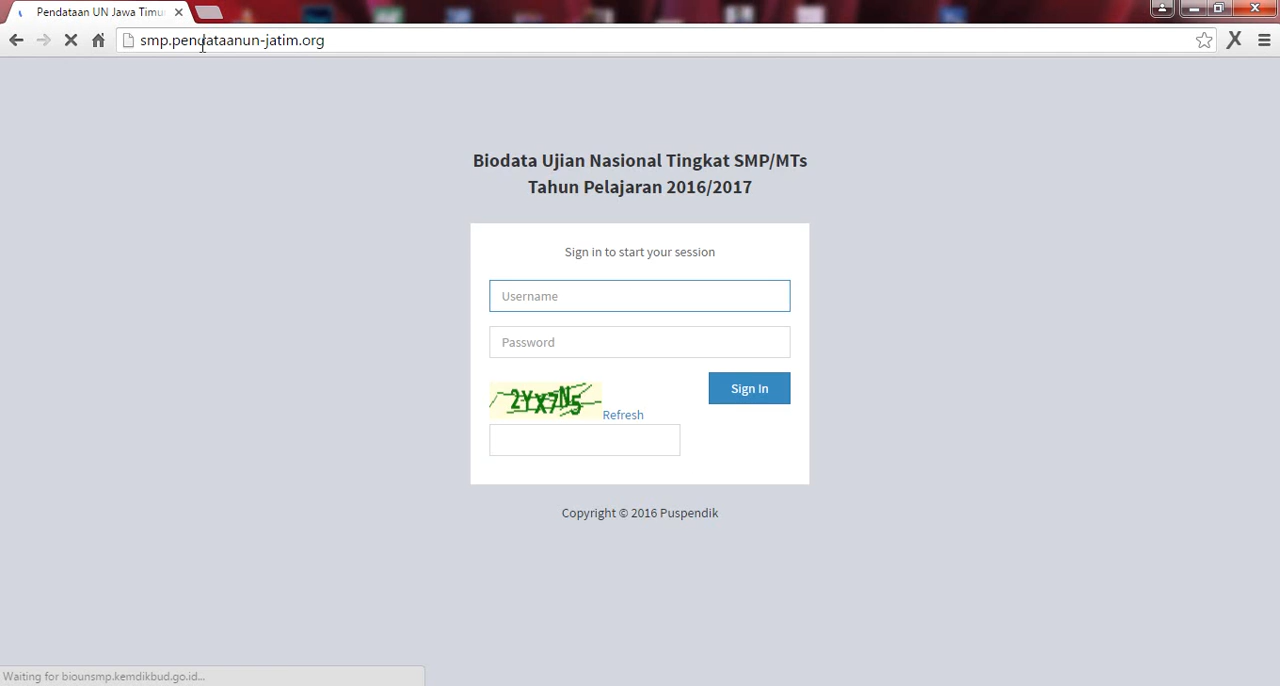 Pendataan UN Jawa Timu
smp.pendataanun-jatim.org
Biodata Ujian Nasional Tingkat SMP/MTs
Tahun Pelajaran 2016/2017
Sign in to start your session
Username
Password
2YX7N5
Refresh
Sign In
Copyright © 2016 Puspendik
Waiting for biounsmp.kemdikbud.go.id...